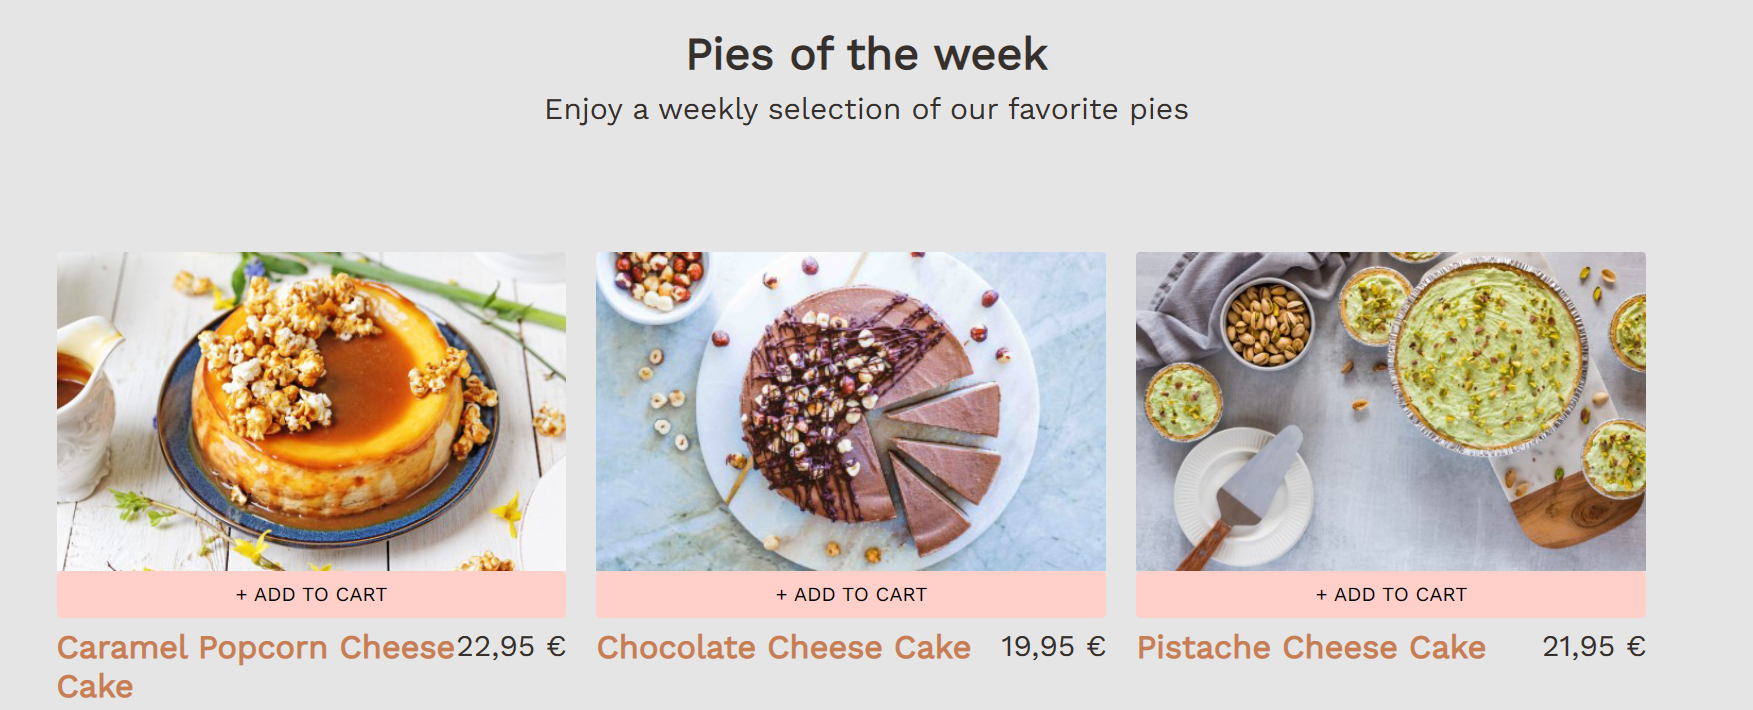 Pies of the week
Enjoy a weekly selection of our favorite pies
+ ADD TO CART
+ ADD TO CART
+ ADD TO CART
Caramel Popcorn Cheese 22,95 €
Cake
Chocolate Cheese Cake 19,95 €
Pistache Cheese Cake 21,95 €